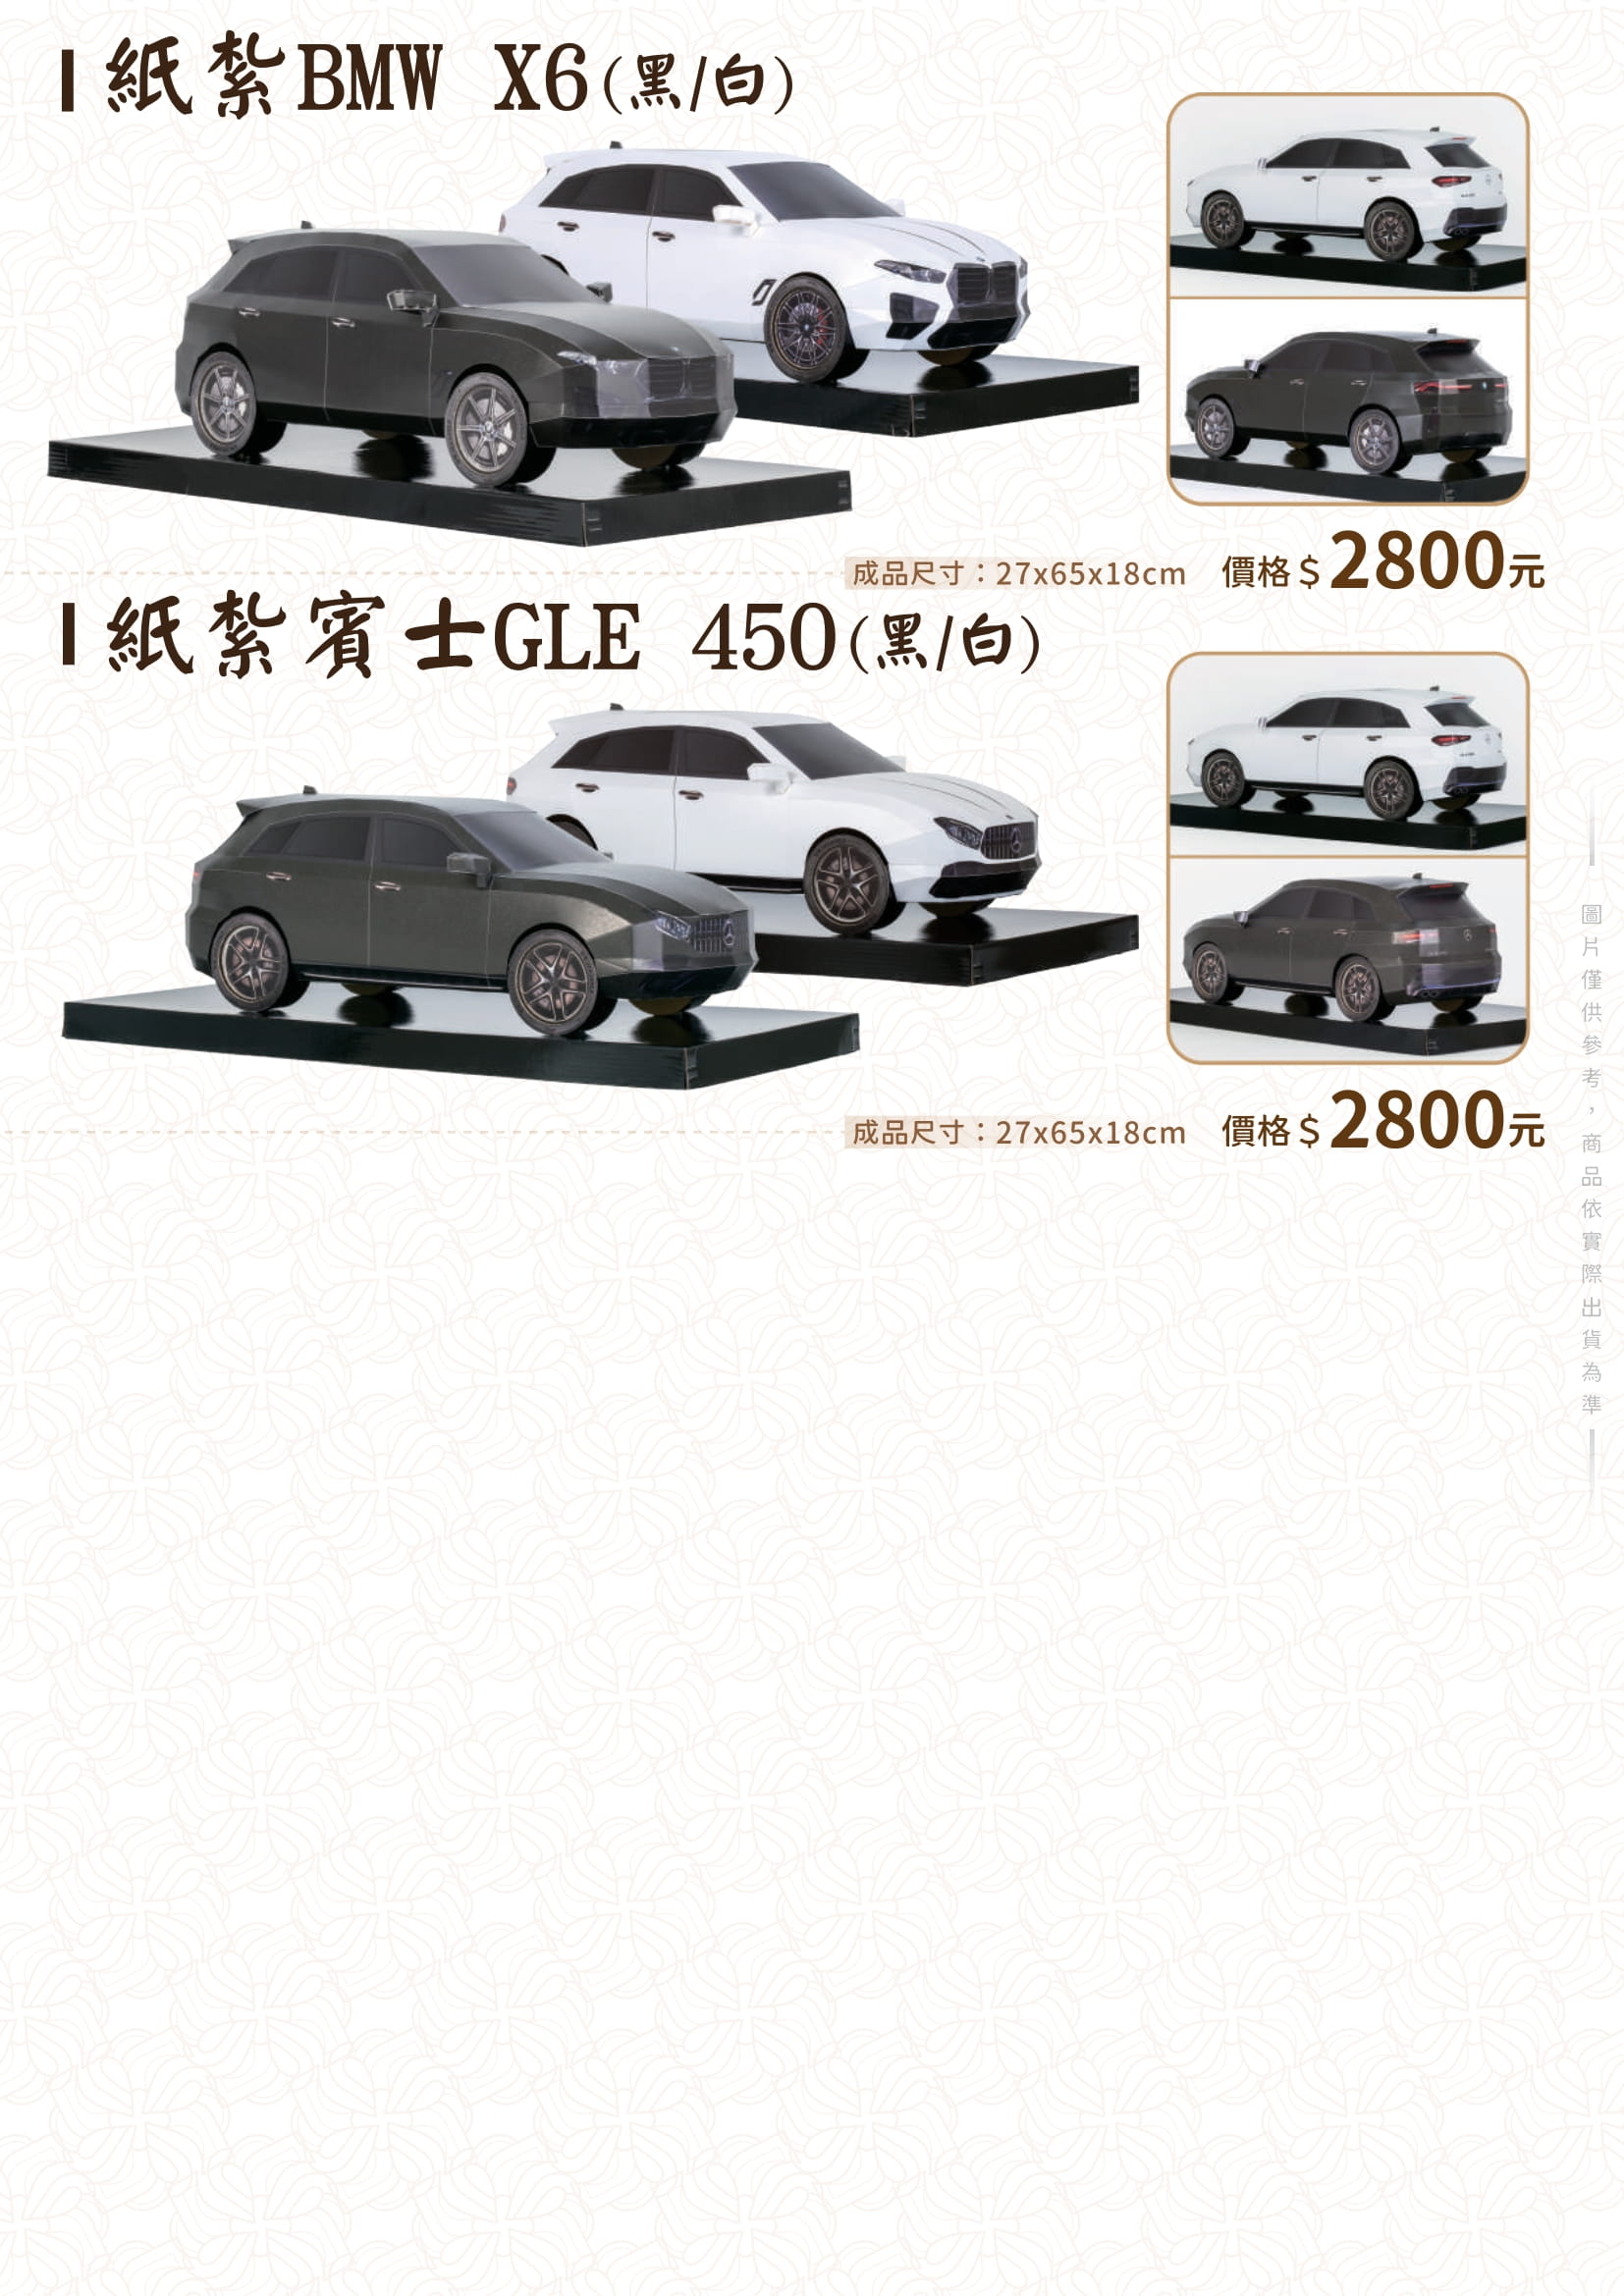 紙紮BMW X6(黑/白)
成品尺寸：27x65x18cm 價格$2800元
紙紮賓士GLE 450(黑/白)
成品尺寸：27x65x18cm 價格$2800元
圖片僅供參考，商品依實際出貨為準